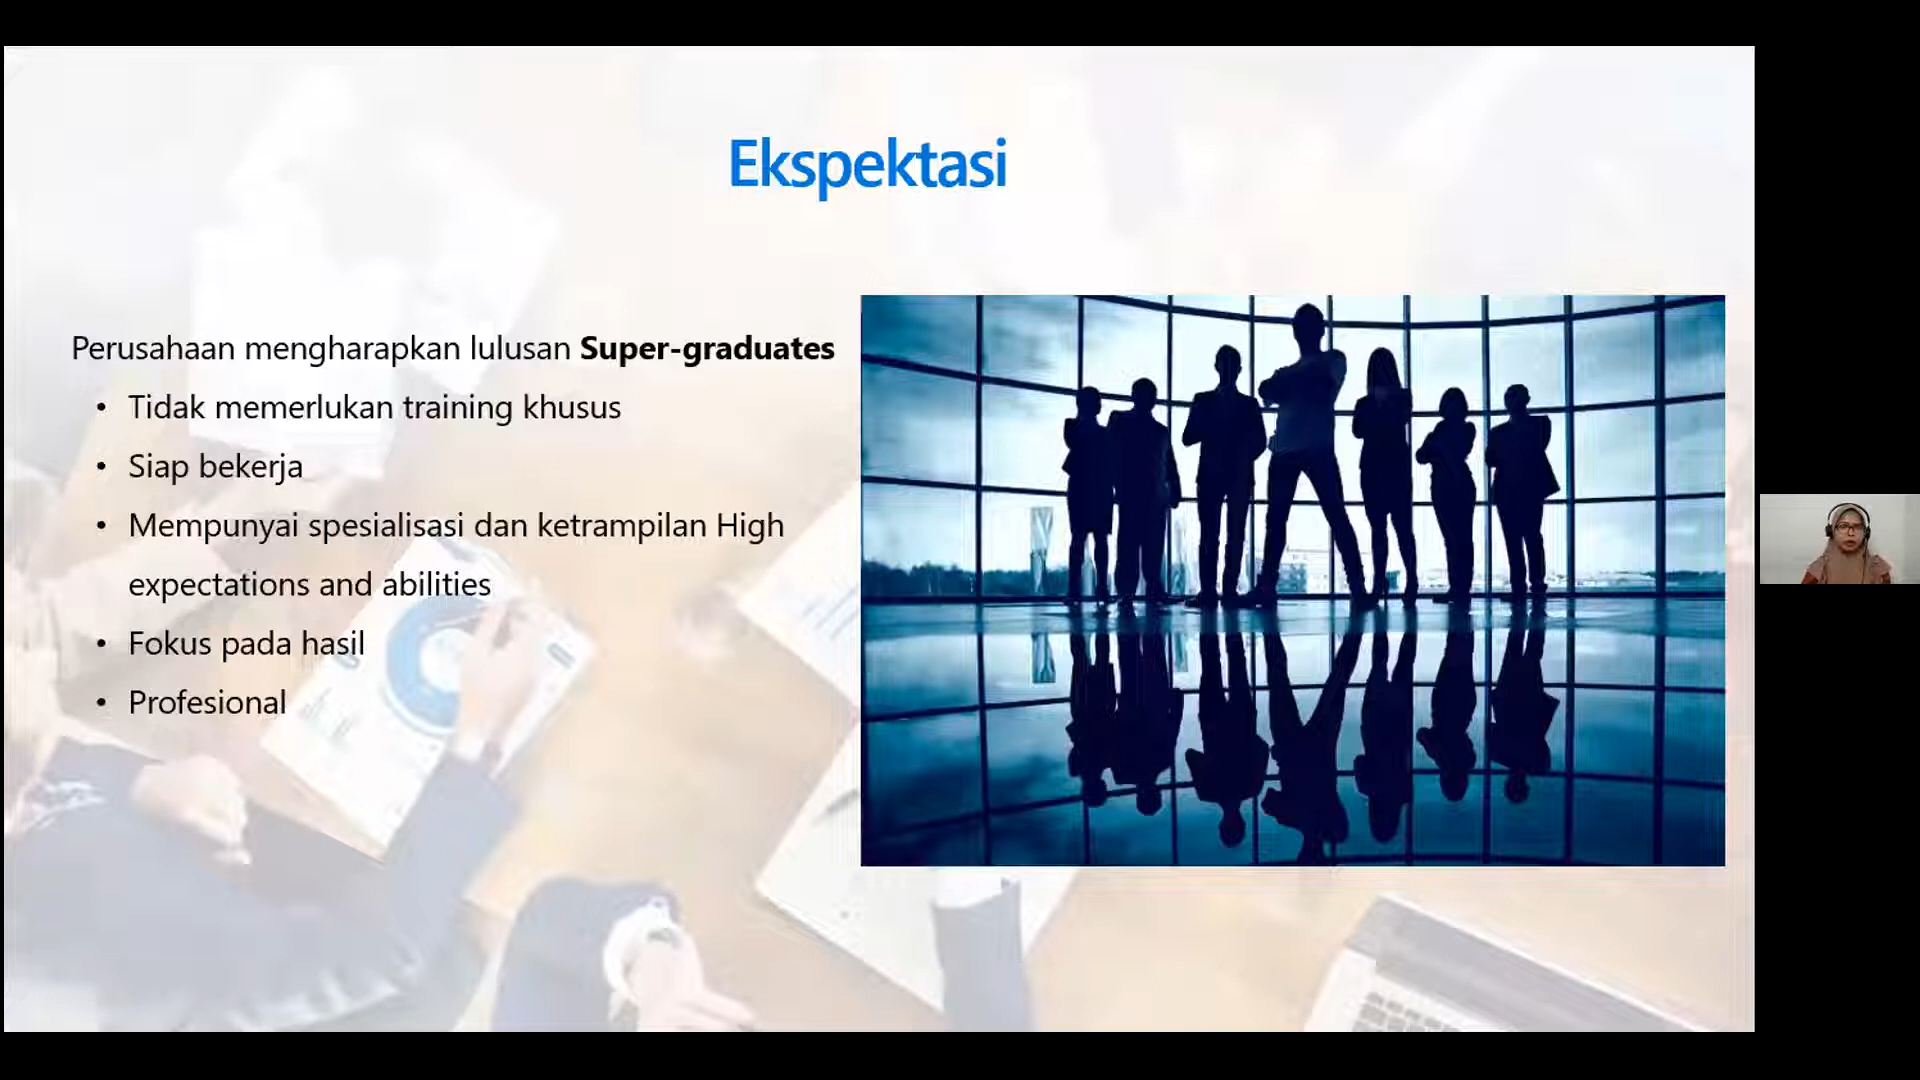 Ekspektasi
Perusahaan mengharapkan lulusan Super-graduates
• Tidak memerlukan training khusus
• Siap bekerja
• Mempunyai spesialisasi dan ketrampilan High
expectations and abilities
• Fokus pada hasil
• Profesional